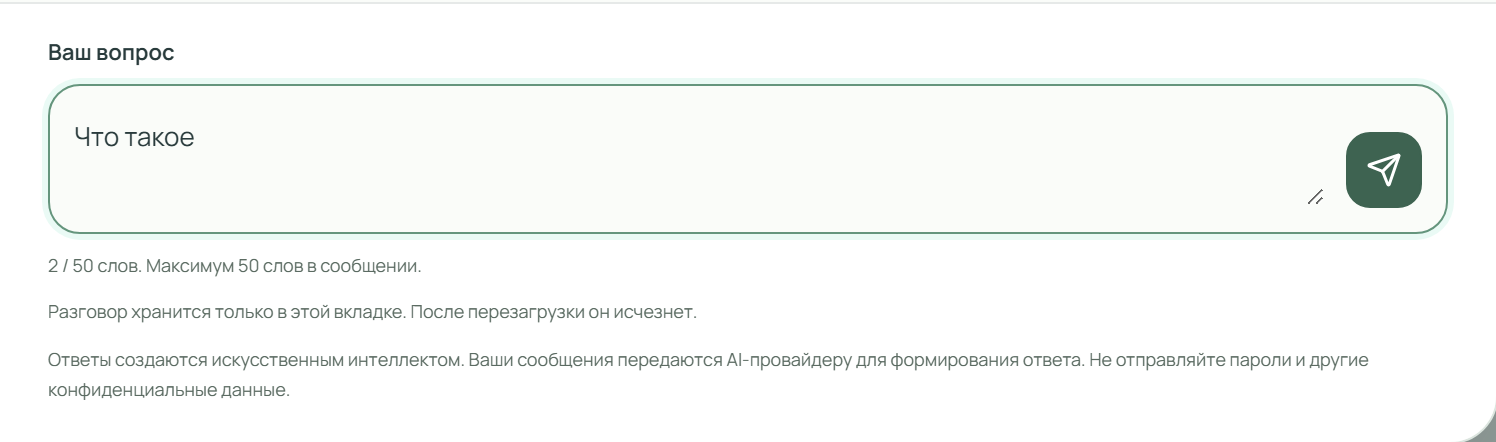 Ваш вопрос
Что такое
2 / 50 слов. Максимум 50 слов в сообщении.
Разговор хранится только в этой вкладке. После перезагрузки он исчезнет.
Ответы создаются искусственным интеллектом. Ваши сообщения передаются AI-провайдеру для формирования ответа. Не отправляйте пароли и другие
конфиденциальные данные.